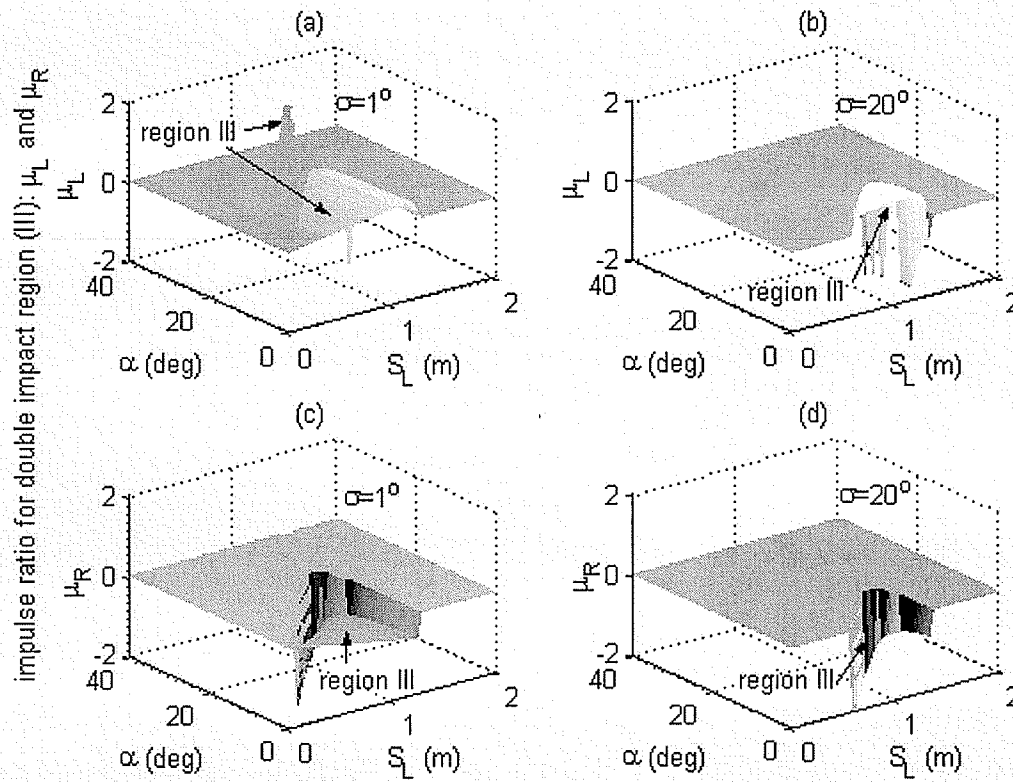 impulse ratio for double impact region (III): μL and μR
(a)
σ=1°
region III
μL
2
0
-2
40
20
0
α (deg)
0
1
2
SL (m)
(b)
σ=20°
region III
μL
2
0
-2
40
20
0
α (deg)
0
1
2
SL (m)
(c)
σ=1°
region III
μR
2
0
-2
40
20
0
α (deg)
0
1
2
SL (m)
(d)
σ=20°
region III
μR
2
0
-2
40
20
0
α (deg)
0
1
2
SL (m)